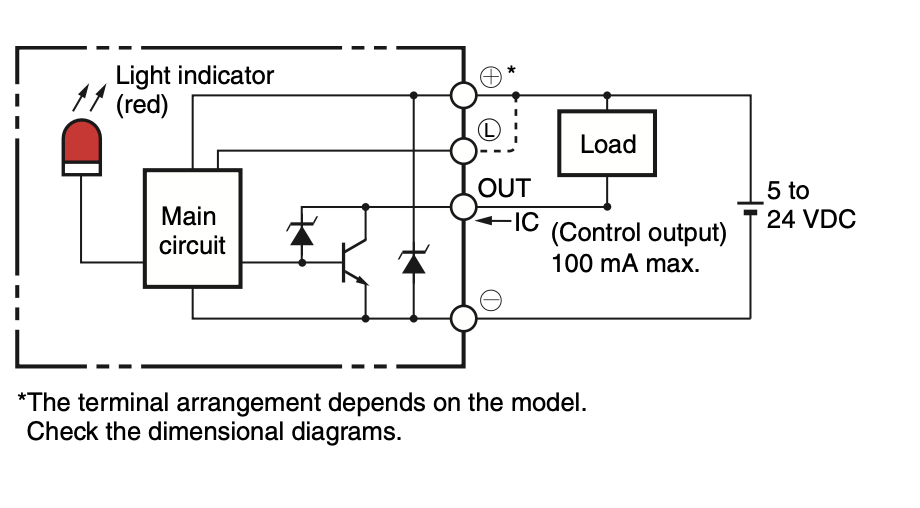 Light indicator
(red)
⊕ *
Ⓛ
Load
OUT
Main
circuit
IC
(Control output)
100 mA max.
5 to
24 VDC
⊖
*The terminal arrangement depends on the model.
Check the dimensional diagrams.